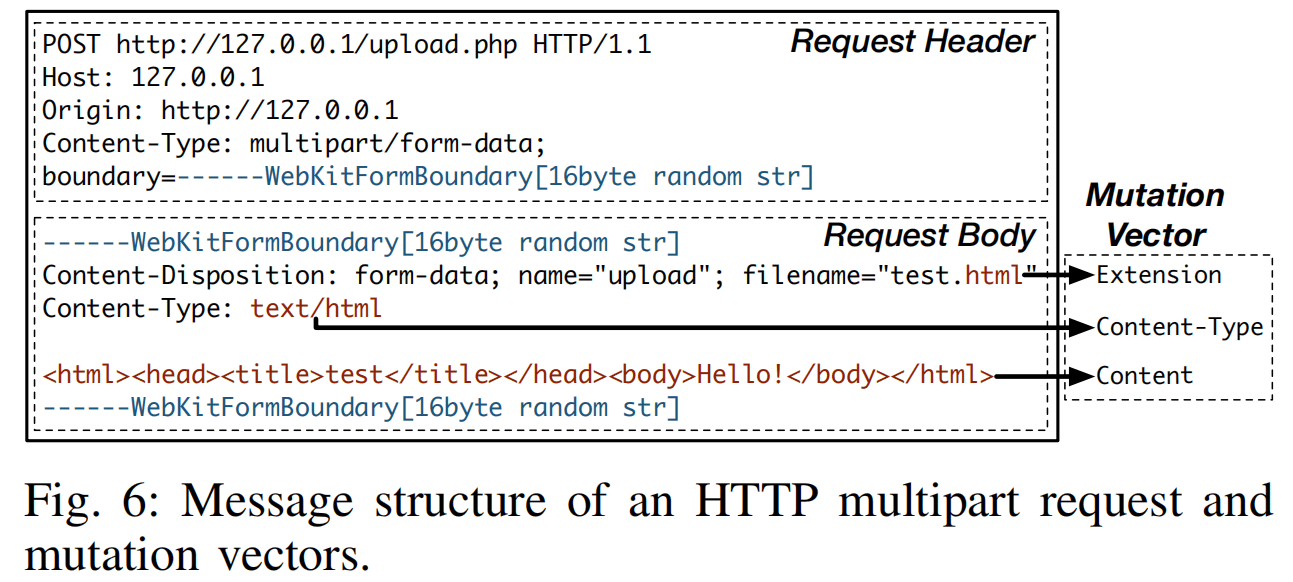 POST http://127.0.0.1/upload.php HTTP/1.1
Request Header
Host: 127.0.0.1
Origin: http://127.0.0.1
Content-Type: multipart/form-data;
boundary=------WebKitFormBoundary[16byte random str]
------WebKitFormBoundary[16byte random str]
Request Body
Content-Disposition: form-data; name="upload"; filename="test.html"
Content-Type: text/html
<html><head><title>test</title></head><body>Hello!</body></html>
------WebKitFormBoundary[16byte random str]
Mutation
Vector
Extension
Content-Type
Content
Fig. 6: Message structure of an HTTP multipart request and
mutation vectors.